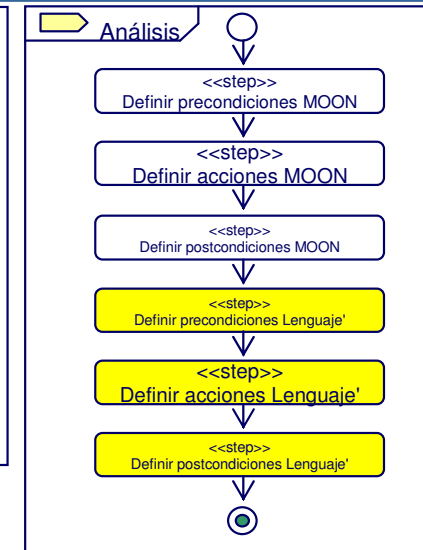 Análisis
<<step>>
Definir precondiciones MOON
<<step>>
Definir acciones MOON
<<step>>
Definir postcondiciones MOON
<<step>>
Definir precondiciones Lenguaje'
<<step>>
Definir acciones Lenguaje'
<<step>>
Definir postcondiciones Lenguaje'